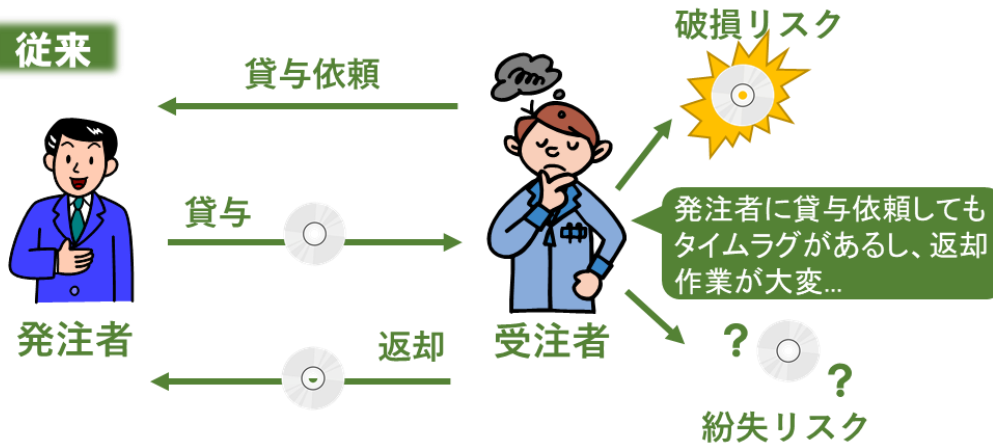 従来
破損リスク
貸与依頼
貸与
発注者に貸与依頼しても
タイムラグがあるし、返却
作業が大変…
発注者
返却
受注者
?
?
紛失リスク